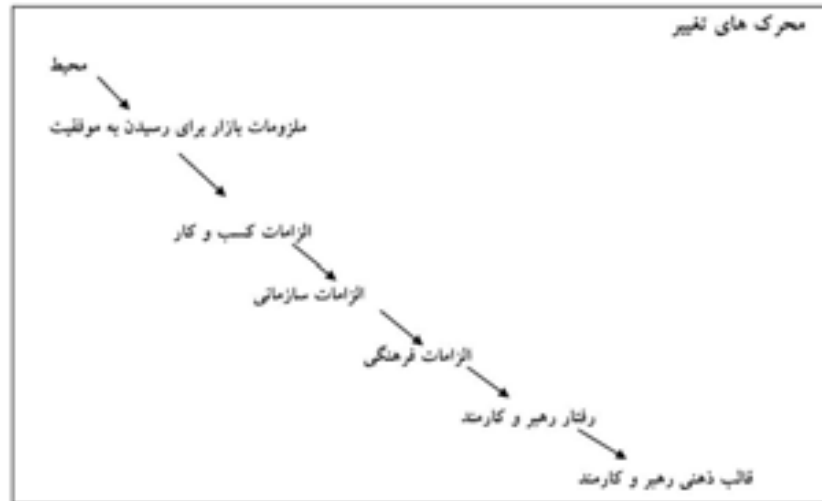 محرک های تغییر
محیط
ملزومات بازار برای رسیدن به موفقیت
الزامات کسب و کار
الزامات سازمانی
الزامات فرهنگی
رفتار رهبر و کارمند
قالب ذهنی رهبر و کارمند